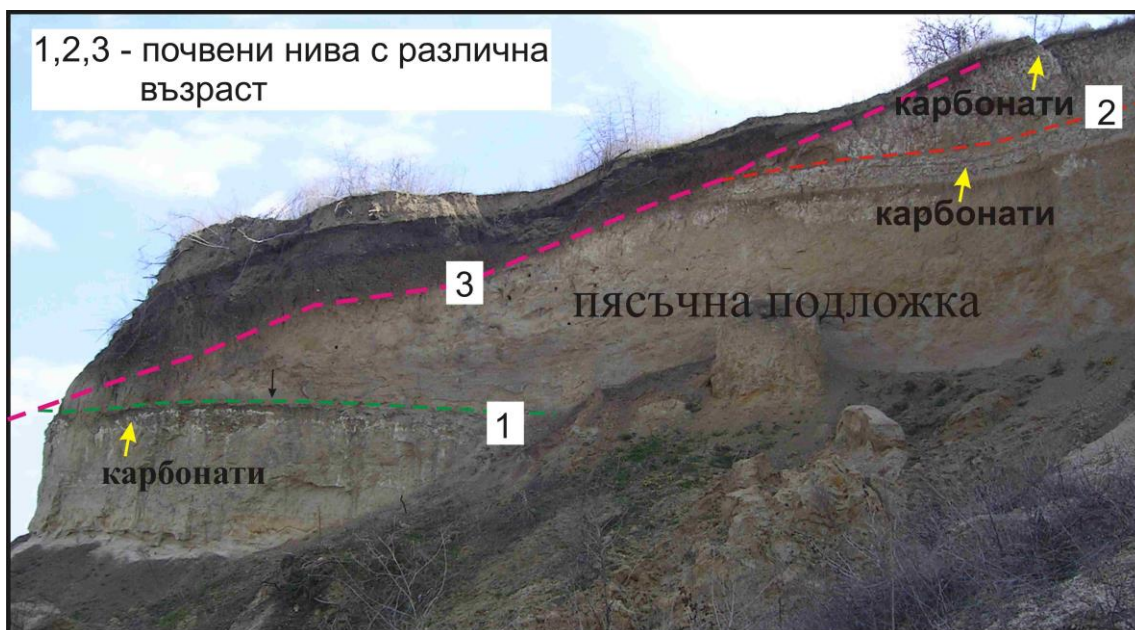 1,2,3 - почвени нива с различна
възраст
карбонати
2
карбонати
3
пясъчна подложка
1
карбонати